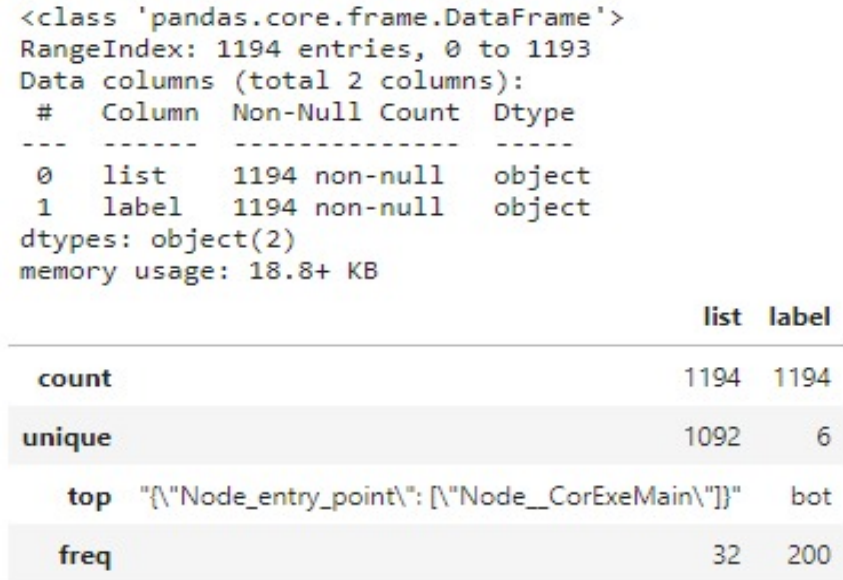 <class 'pandas.core.frame.DataFrame'>
RangeIndex: 1194 entries, 0 to 1193
Data columns (total 2 columns):
 #   Column  Non-Null Count  Dtype
---  ------  --------------  -----
 0   list    1194 non-null   object
 1   label   1194 non-null   object
dtypes: object(2)
memory usage: 18.8+ KB
list label
count 1194 1194
unique 1092 6
top "{\"Node_entry_point\": [\"Node__CorExeMain\"]}" bot
freq 32 200